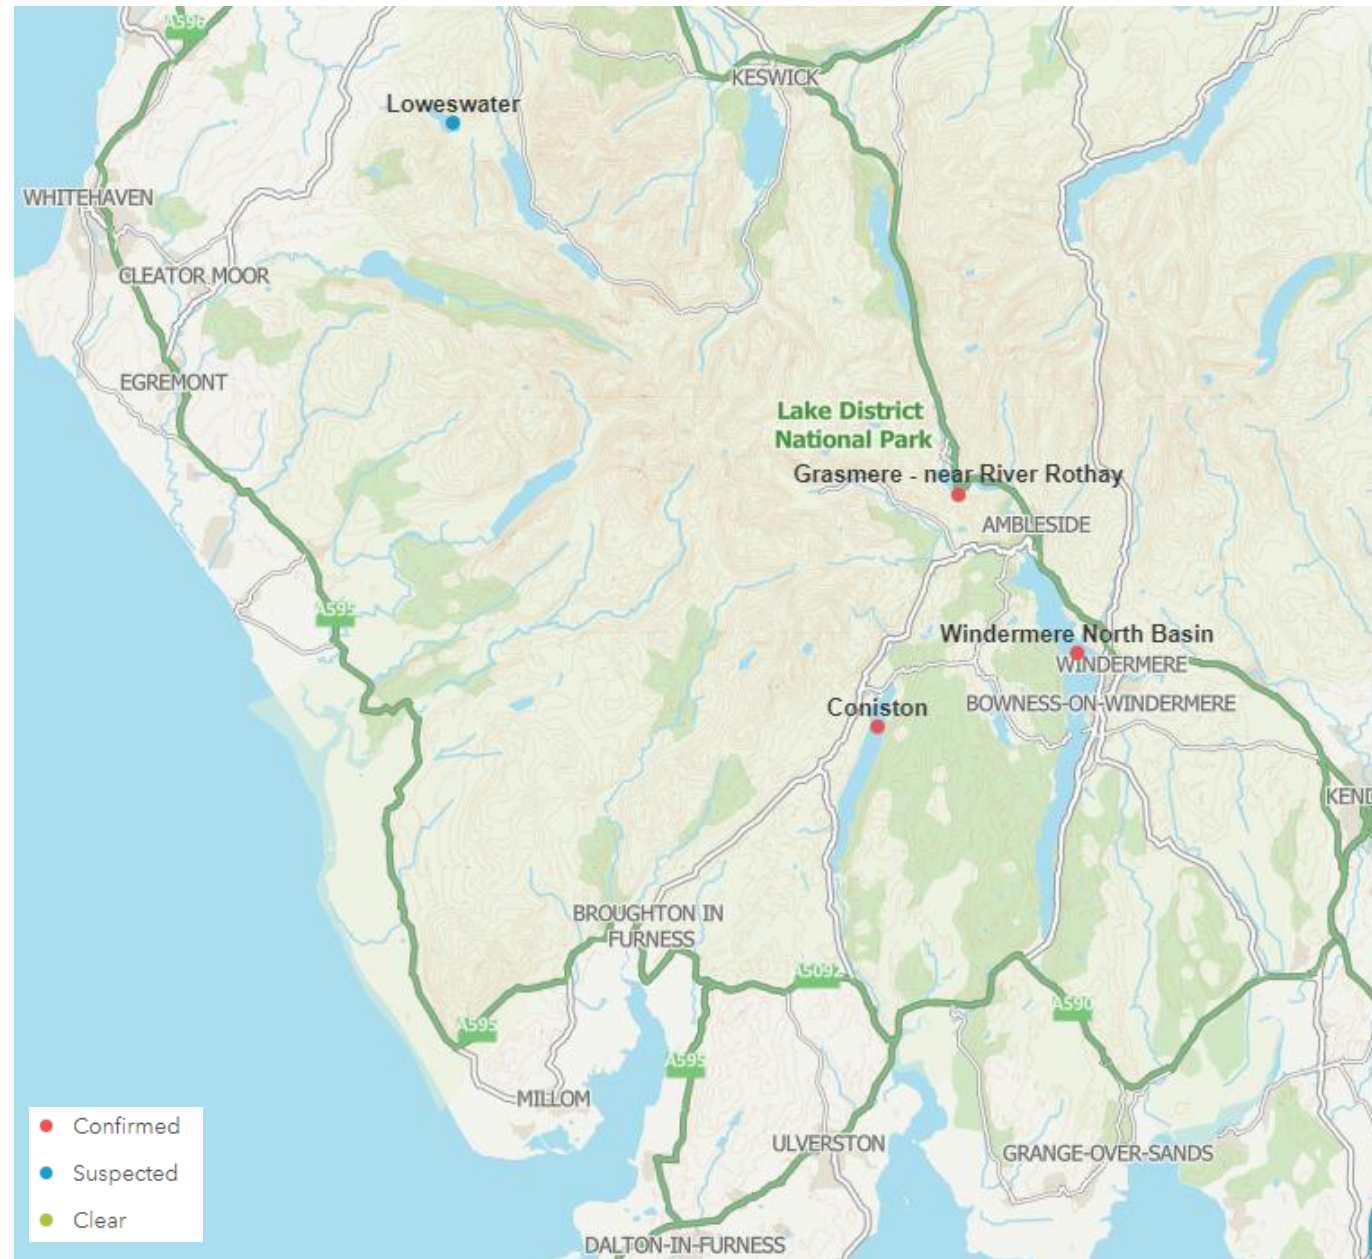 A596
KESWICK
Loweswater
WHITEHAVEN
CLEATOR MOOR
EGREMONT
Lake District
National Park
Grasmere - near River Rothay
AMBLESIDE
A595
Windermere North Basin
WINDERMERE
Coniston
BOWNESS-ON-WINDERMERE
KEND
BROUGHTON IN
FURNESS
A5092
A590
A595
A595
MILLOM
Confirmed
ULVERSTON
GRANGE-OVER-SANDS
Suspected
Clear
DALTON-IN-FURNESS